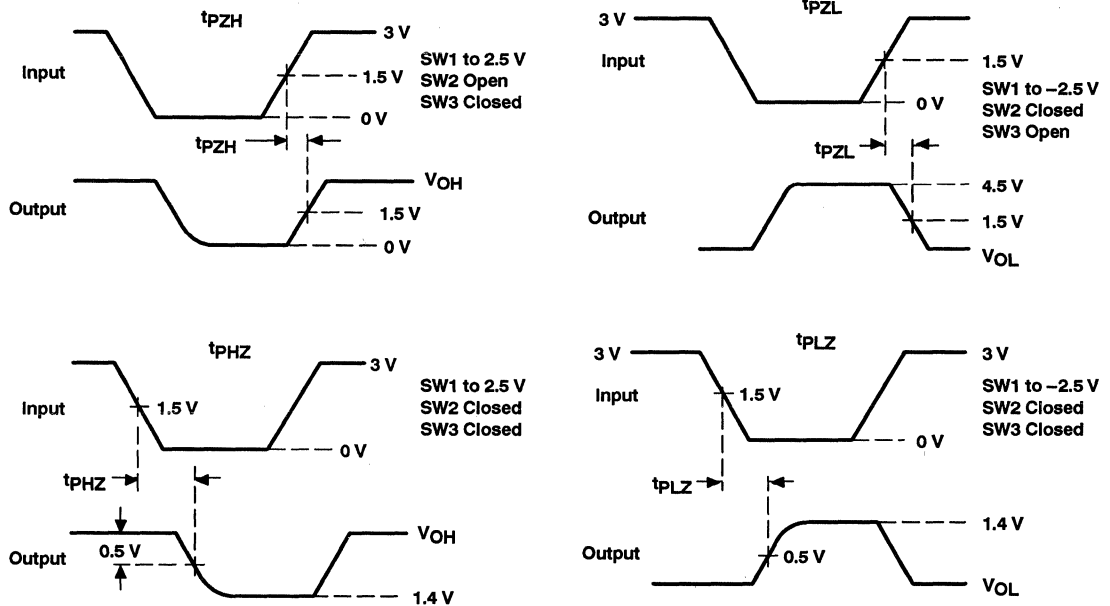 tPZH
3 V
Input
1.5 V
0 V
SW1 to 2.5 V
SW2 Open
SW3 Closed
tPZH
VOH
Output
1.5 V
0 V
tPZL
3 V
Input
1.5 V
0 V
SW1 to −2.5 V
SW2 Closed
SW3 Open
tPZL
4.5 V
Output
1.5 V
VOL
tPHZ
3 V
Input
1.5 V
0 V
SW1 to 2.5 V
SW2 Closed
SW3 Closed
tPHZ
VOH
0.5 V
Output
1.4 V
tPLZ
3 V
3 V
Input
1.5 V
0 V
SW1 to −2.5 V
SW2 Closed
SW3 Closed
tPLZ
1.4 V
Output
0.5 V
VOL